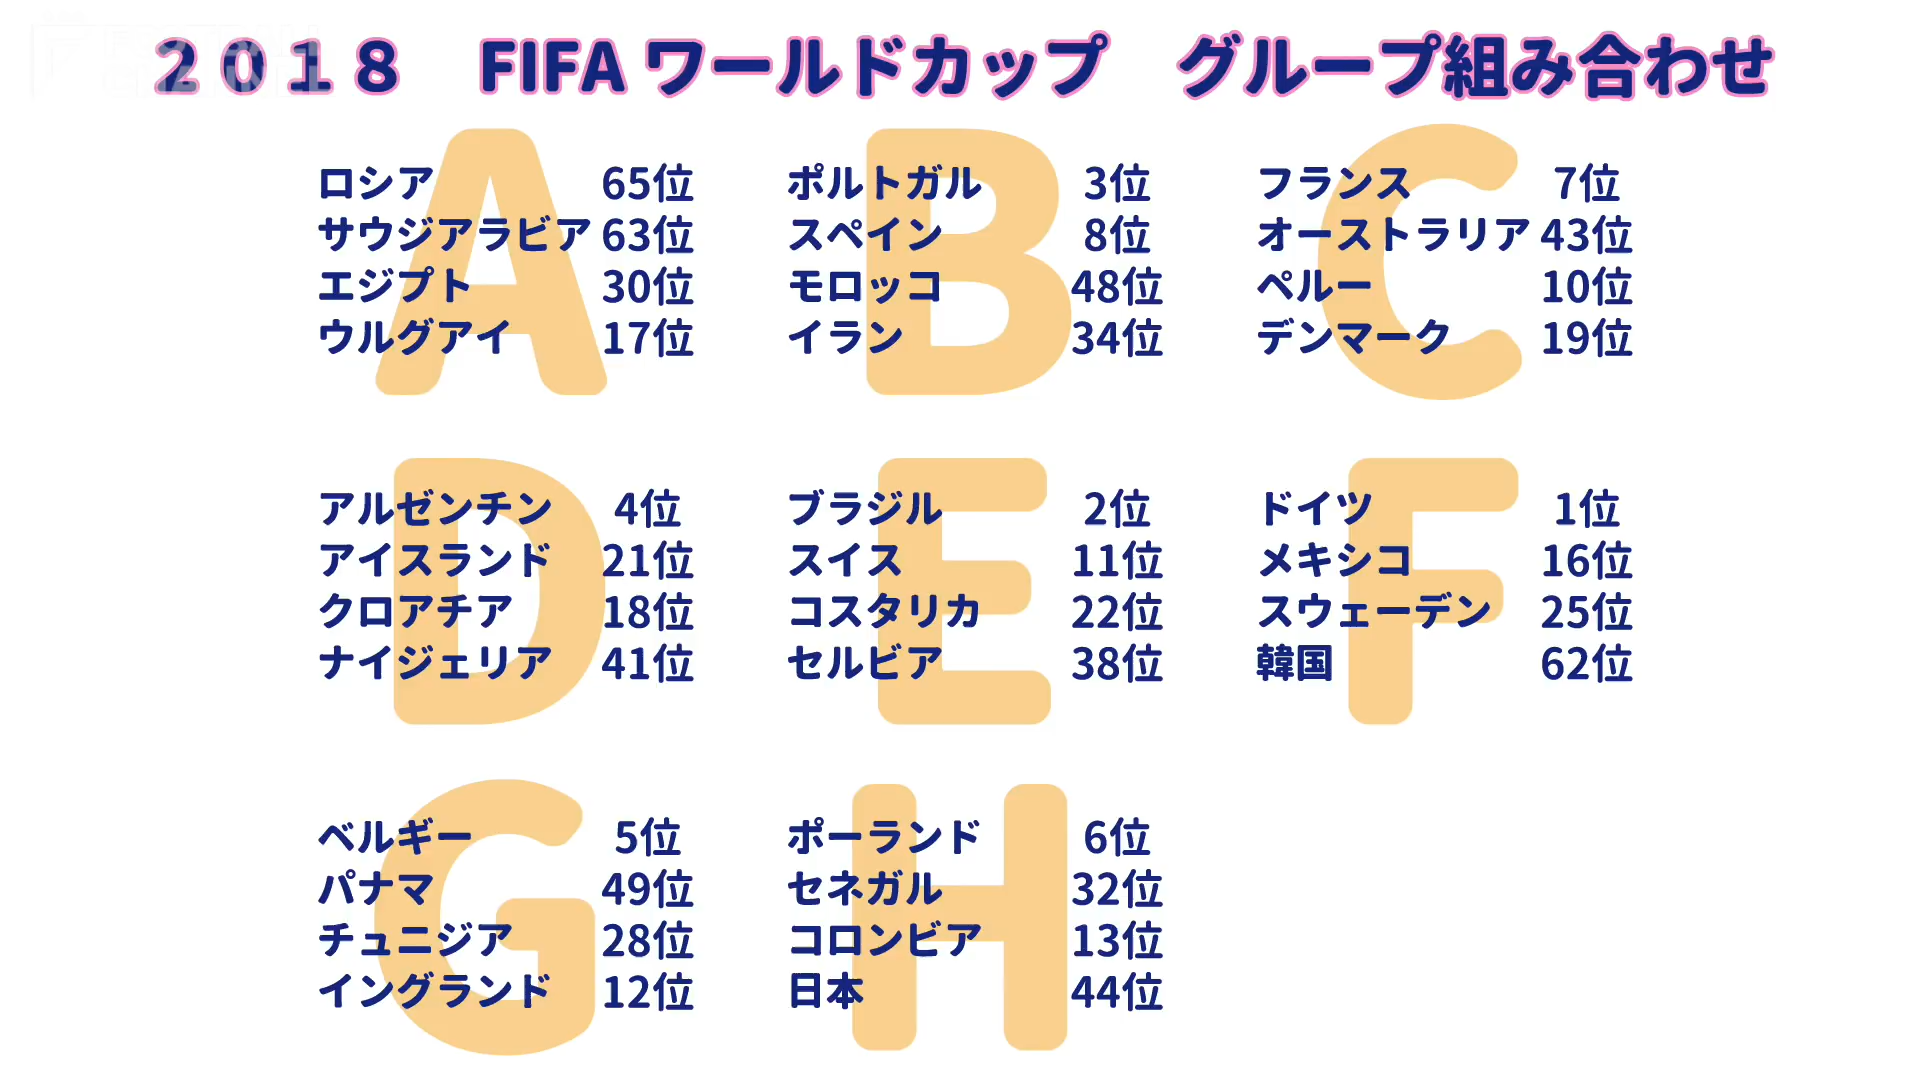 2018 FIFAワールドカップ グループ組み合わせ
A
ロシア 65位
サウジアラビア 63位
エジプト 30位
ウルグアイ 17位
B
ポルトガル 3位
スペイン 8位
モロッコ 48位
イラン 34位
C
フランス 7位
オーストラリア 43位
ペルー 10位
デンマーク 19位
D
アルゼンチン 4位
アイスランド 21位
クロアチア 18位
ナイジェリア 41位
E
ブラジル 2位
スイス 11位
コスタリカ 22位
セルビア 38位
F
ドイツ 1位
メキシコ 16位
スウェーデン 25位
韓国 62位
G
ベルギー 5位
パナマ 49位
チュニジア 28位
イングランド 12位
H
ポーランド 6位
セネガル 32位
コロンビア 13位
日本 44位